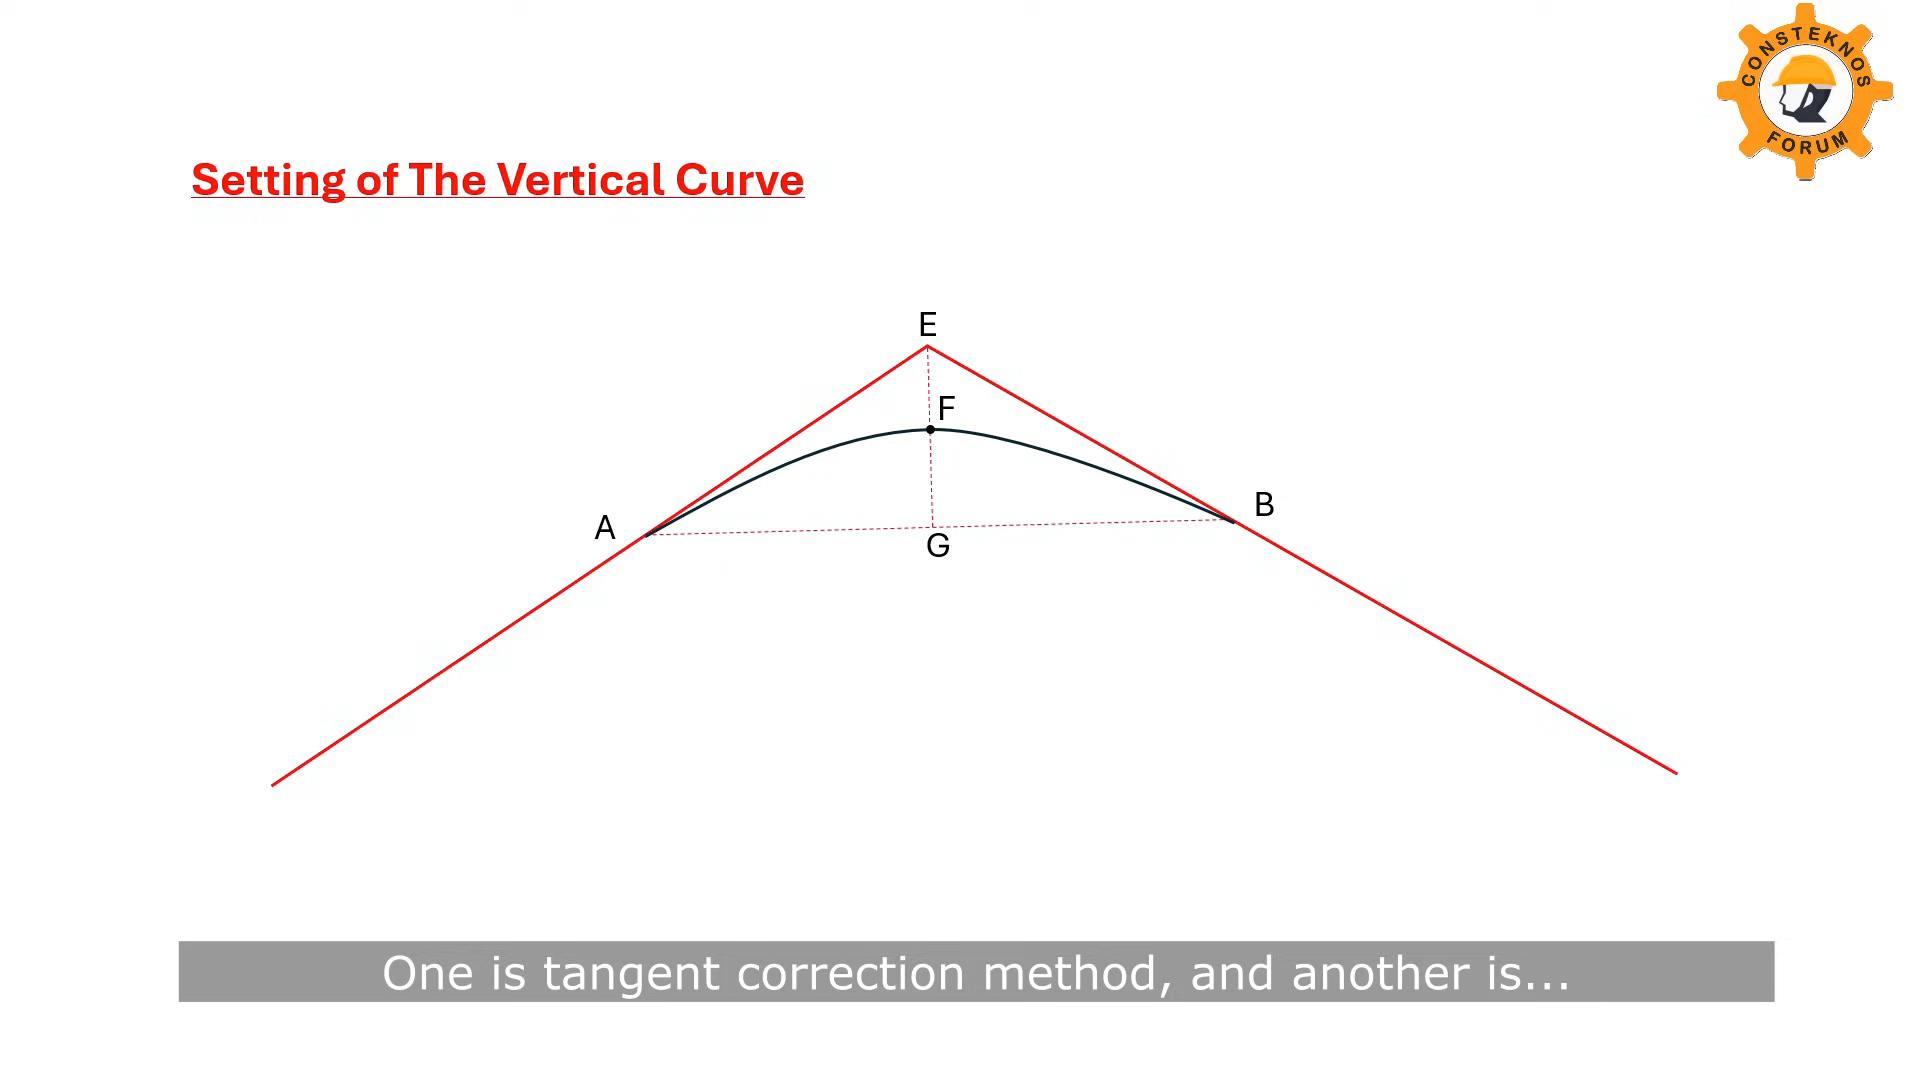 CONSTEKNOS
FORUM
Setting of The Vertical Curve
E
F
A
B
G
One is tangent correction method, and another is...